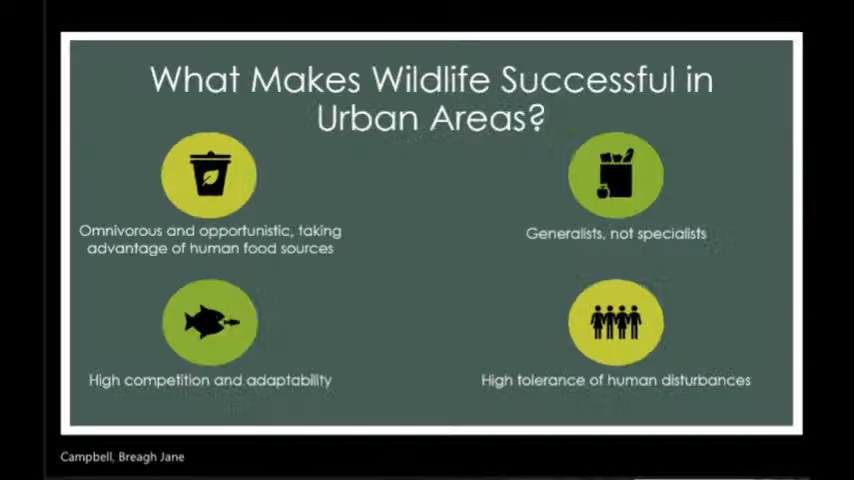 What Makes Wildlife Successful in
Urban Areas?
Omnivorous and opportunistic, taking
advantage of human food sources
Generalists, not specialists
High competition and adaptability
High tolerance of human disturbances
Campbell, Breagh Jane